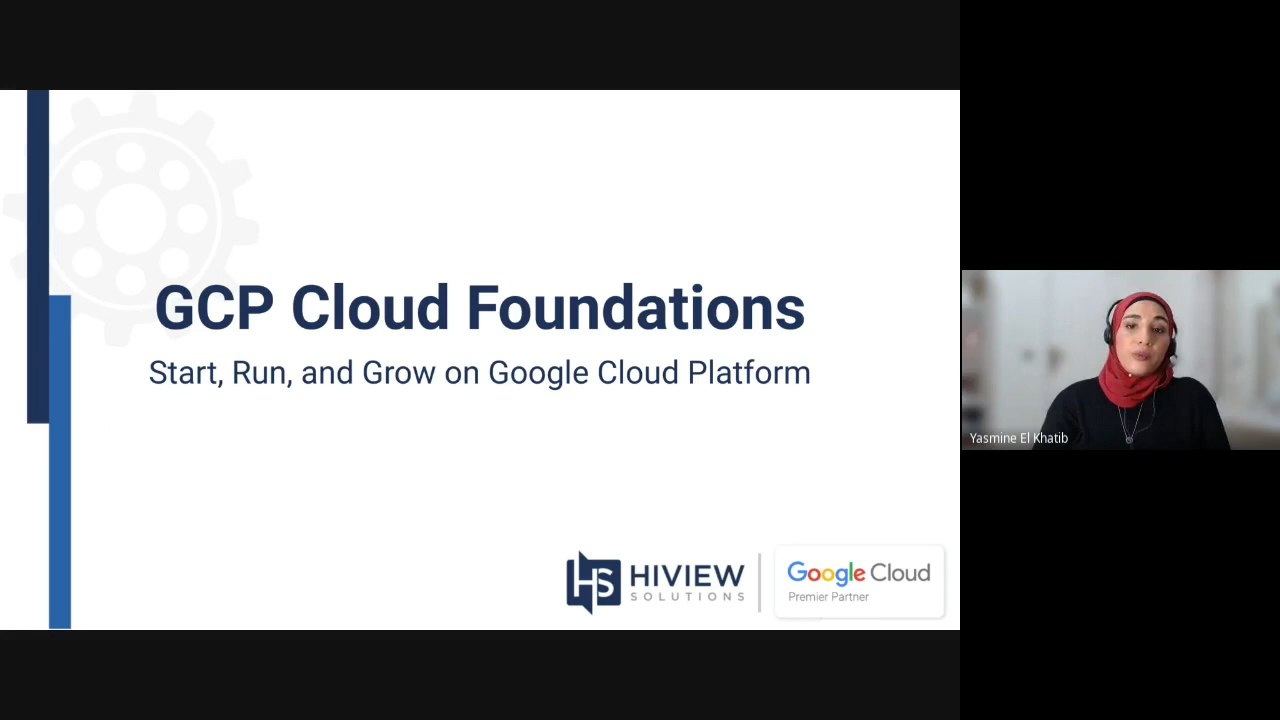 GCP Cloud Foundations
Start, Run, and Grow on Google Cloud Platform
HS HIVIEW
SOLUTIONS
Google Cloud
Premier Partner
Yasmine El Khatib